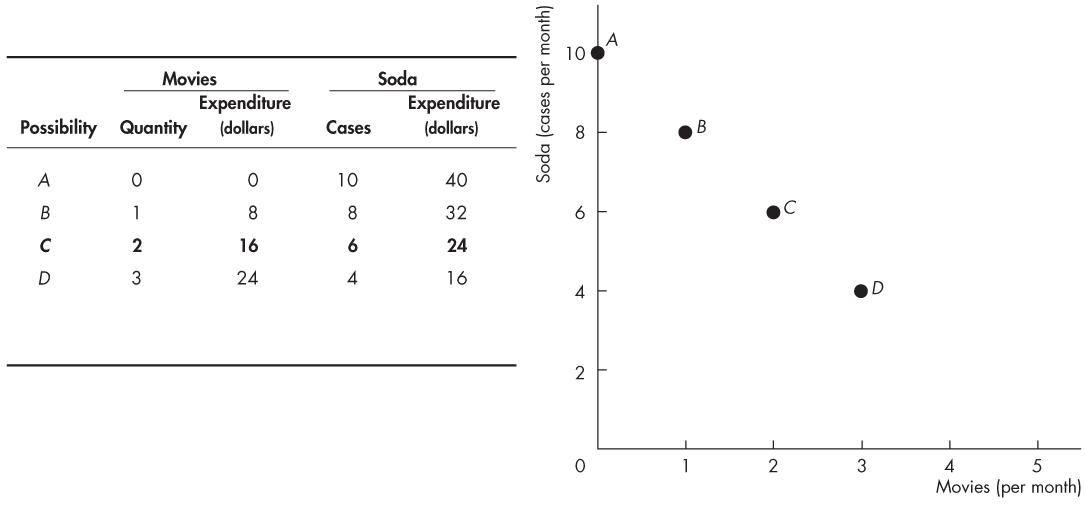 Movies Soda
Expenditure Expenditure
Possibility Quantity (dollars) Cases (dollars)
A 0 0 10 40
B 1 8 8 32
C 2 16 6 24
D 3 24 4 16
Soda (cases per month)
10
8
6
4
2
0 1 2 3 4 5
A
B
C
D
Movies (per month)